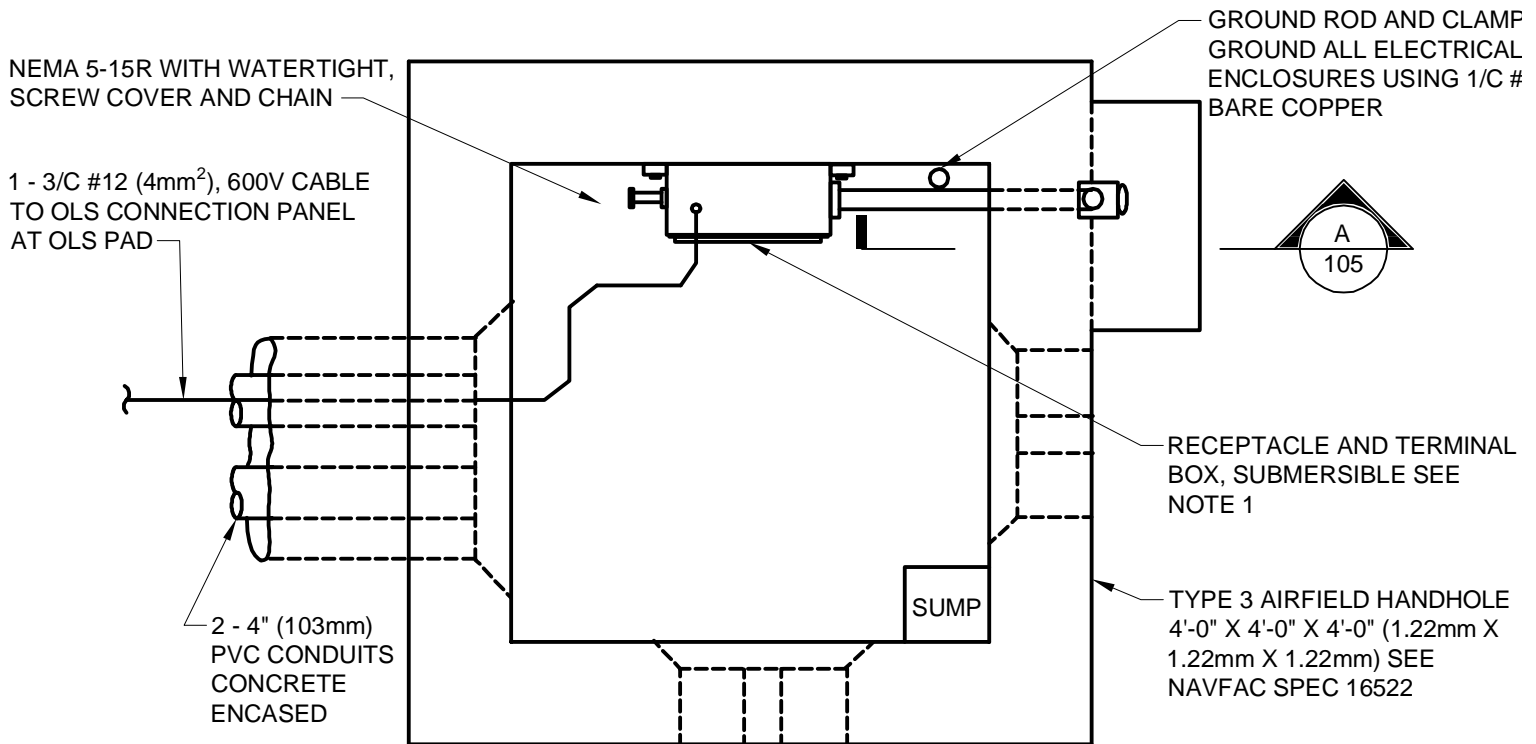 NEMA 5-15R WITH WATERTIGHT,
SCREW COVER AND CHAIN
1 - 3/C #12 (4mm²), 600V CABLE
TO OLS CONNECTION PANEL
AT OLS PAD
GROUND ROD AND CLAMP
GROUND ALL ELECTRICAL
ENCLOSURES USING 1/C #
BARE COPPER
A
105
RECEPTACLE AND TERMINAL
BOX, SUBMERSIBLE SEE
NOTE 1
SUMP
2 - 4" (103mm)
PVC CONDUITS
CONCRETE
ENCASED
TYPE 3 AIRFIELD HANDHOLE
4'-0" X 4'-0" X 4'-0" (1.22mm X
1.22mm X 1.22mm) SEE
NAVFAC SPEC 16522